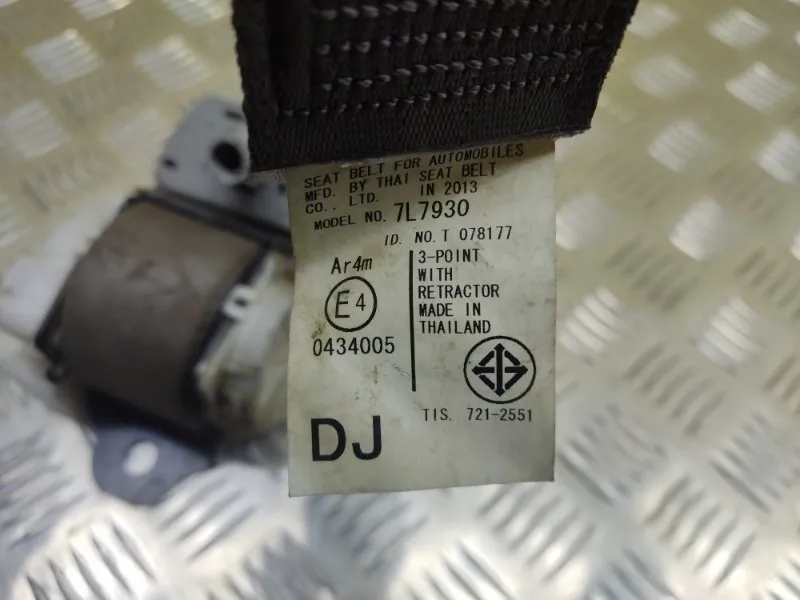 SEAT BELT FOR AUTOMOBILES
MFD. BY THAI SEAT BELT
CO., LTD. IN 2013
MODEL NO. 7L7930
ID. NO. T 078177
Ar4m
E4
0434005
3-POINT
WITH
RETRACTOR
MADE IN
THAILAND
TIS. 721-2551
DJ